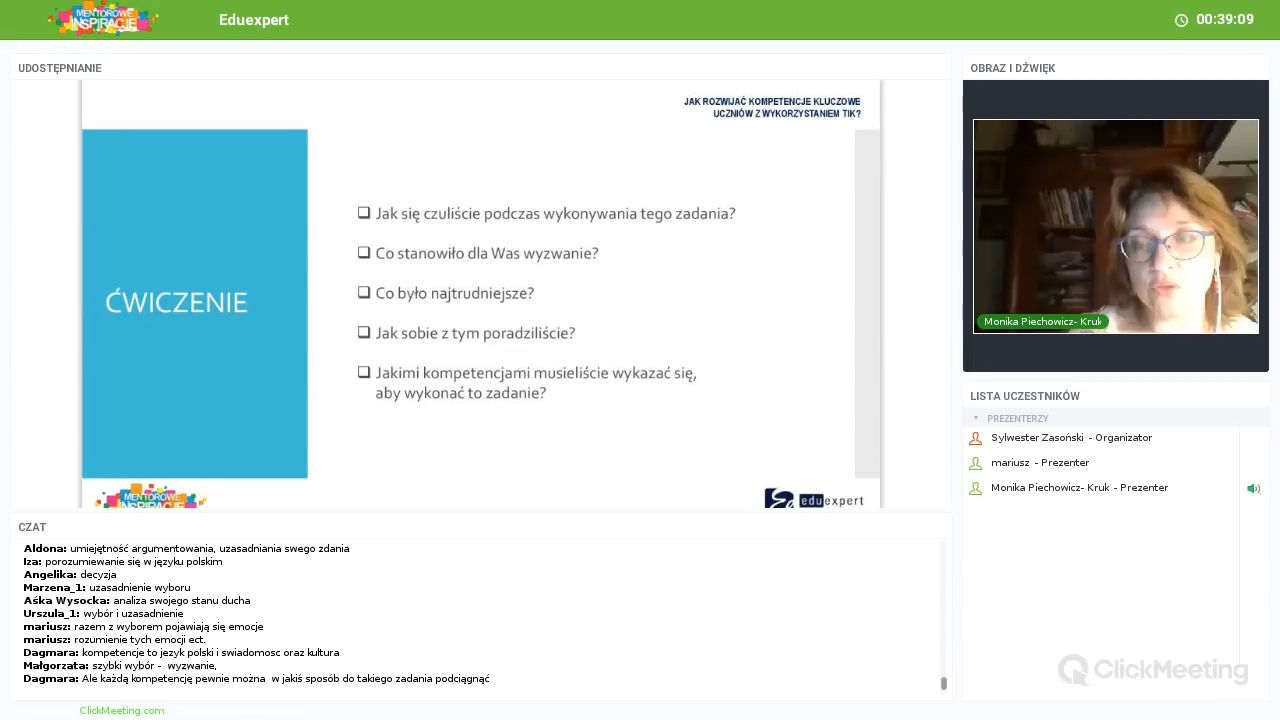 MENTOROWE
INSPIRACJE
Eduexpert
00:39:09
UDOSTĘPNIANIE
JAK ROZWIJAĆ KOMPETENCJE KLUCZOWE
UCZNIÓW Z WYKORZYSTANIEM TIK?
ĆWICZENIE
Jak się czuliście podczas wykonywania tego zadania?
Co stanowiło dla Was wyzwanie?
Co było najtrudniejsze?
Jak sobie z tym poradziliście?
Jakimi kompetencjami musieliście wykazać się,
aby wykonać to zadanie?
MENTOROWE
INSPIRACJE
eduexpert
OBRAZ I DŹWIĘK
Monika Piechowicz- Kruk
LISTA UCZESTNIKÓW
PREZENTERZY
Sylwester Zasoński - Organizator
mariusz - Prezenter
Monika Piechowicz- Kruk - Prezenter
ClickMeeting
CZAT
Aldona: umiejętność argumentowania, uzasadniania swego zdania
Iza: porozumiewanie się w języku polskim
Angelika: decyzja
Marzena_1: uzasadnienie wyboru
Aśka Wysocka: analiza swojego stanu ducha
Urszula_1: wybór i uzasadnienie
mariusz: razem z wyborem pojawiają się emocje
mariusz: rozumienie tych emocji ect.
Dagmara: kompetencje to jezyk polski i swiadomosc oraz kultura
Małgorzata: szybki wybór - wyzwanie,
Dagmara: Ale każdą kompetencję pewnie można w jakiś sposób do takiego zadania podciągnąć
ClickMeeting.com